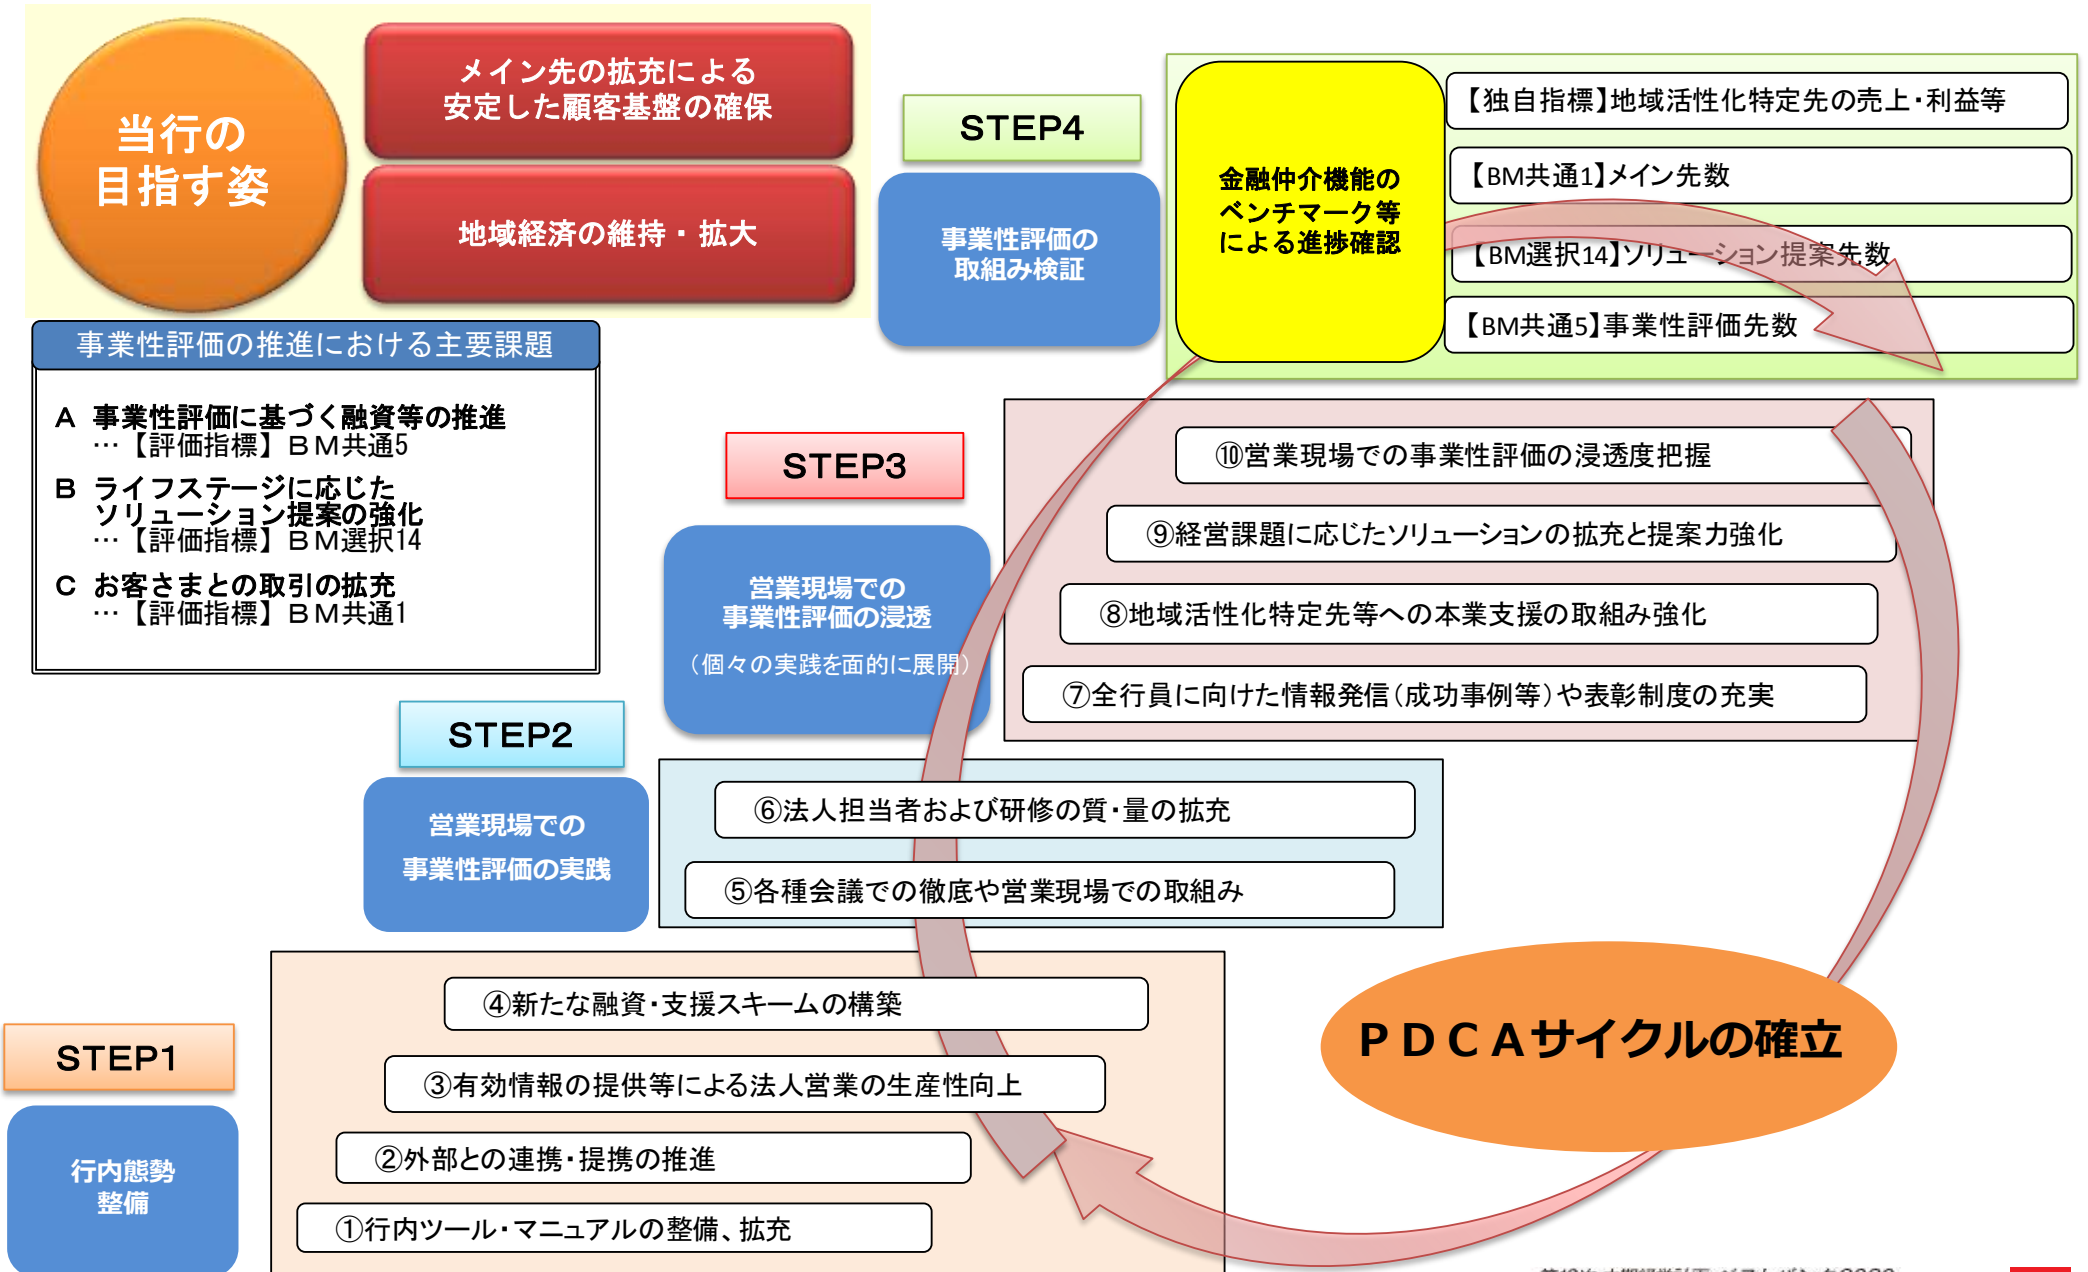 当行の
目指す姿
メイン先の拡充による
安定した顧客基盤の確保
地域経済の維持・拡大
事業性評価の推進における主要課題
A 事業性評価に基づく融資等の推進
…【評価指標】ＢＭ共通5
B ライフステージに応じた
ソリューション提案の強化
…【評価指標】ＢＭ選択14
C お客さまとの取引の拡充
…【評価指標】ＢＭ共通1
STEP4
事業性評価の
取組み検証
金融仲介機能の
ベンチマーク等
による進捗確認
【独自指標】地域活性化特定先の売上・利益等
【BM共通1】メイン先数
【BM選択14】ソリューション提案先数
【BM共通5】事業性評価先数
STEP3
営業現場での
事業性評価の浸透
（個々の実践を面的に展開）
⑩営業現場での事業性評価の浸透度把握
⑨経営課題に応じたソリューションの拡充と提案力強化
⑧地域活性化特定先等への本業支援の取組み強化
⑦全行員に向けた情報発信（成功事例等）や表彰制度の充実
STEP2
営業現場での
事業性評価の実践
⑥法人担当者および研修の質・量の拡充
⑤各種会議での徹底や営業現場での取組み
STEP1
行内態勢
整備
④新たな融資・支援スキームの構築
③有効情報の提供等による法人営業の生産性向上
②外部との連携・提携の推進
①行内ツール・マニュアルの整備、拡充
ＰＤＣＡサイクルの確立